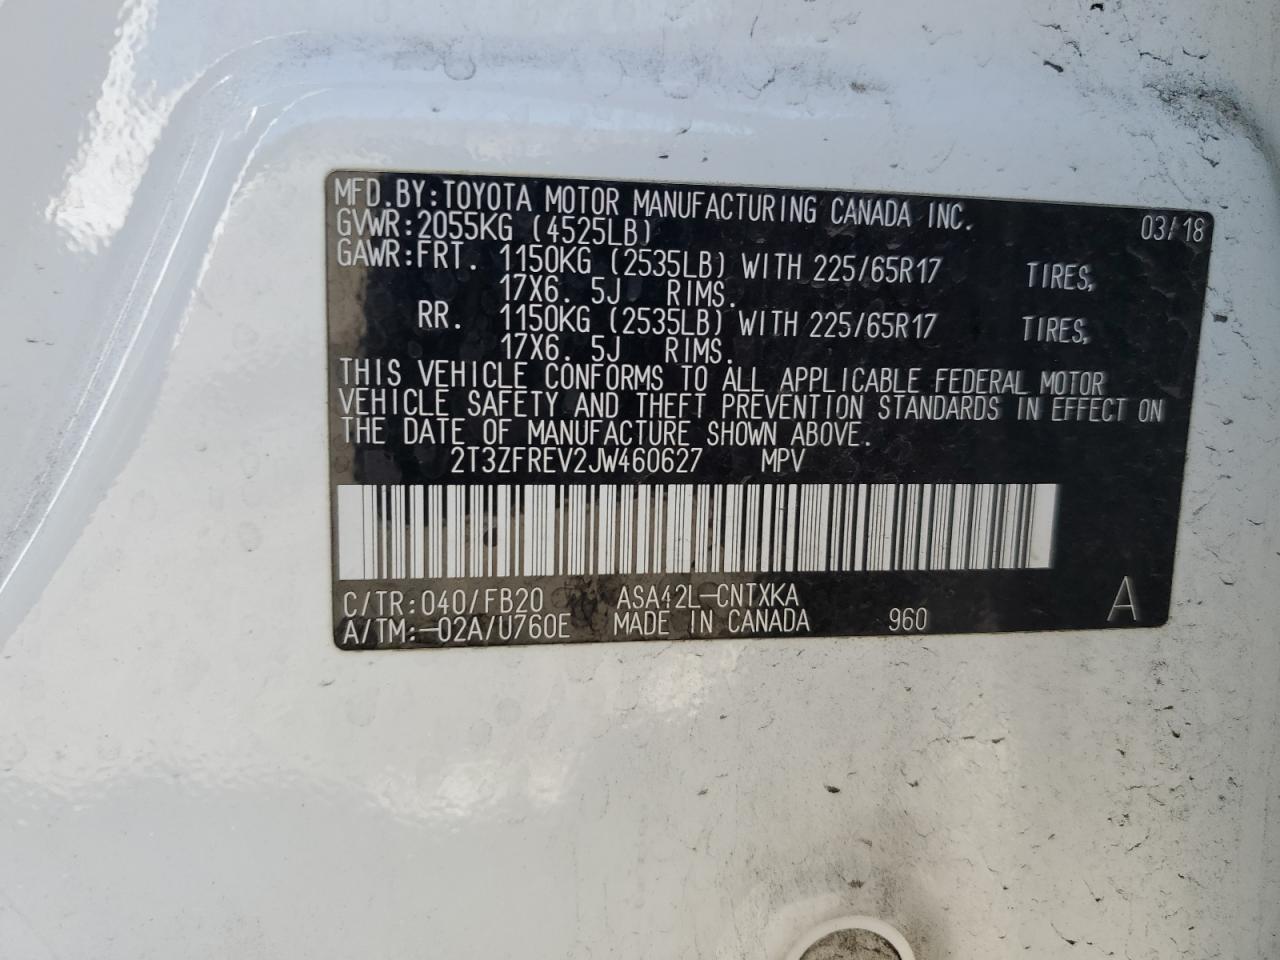 MFD.BY:TOYOTA MOTOR MANUFACTURING CANADA INC. 03/18
GVWR:2055KG (4525LB)
GAWR:FRT. 1150KG (2535LB) WITH 225/65R17 TIRES,
17X6. 5J RIMS.
RR. 1150KG (2535LB) WITH 225/65R17 TIRES,
17X6. 5J RIMS.
THIS VEHICLE CONFORMS TO ALL APPLICABLE FEDERAL MOTOR
VEHICLE SAFETY AND THEFT PREVENTION STANDARDS IN EFFECT ON
THE DATE OF MANUFACTURE SHOWN ABOVE.
2T3ZFREV2JW460627 MPV
C/TR:040/FB20 ASA42L-CNTXKA
A/TM:-02A/U760E MADE IN CANADA 960 A